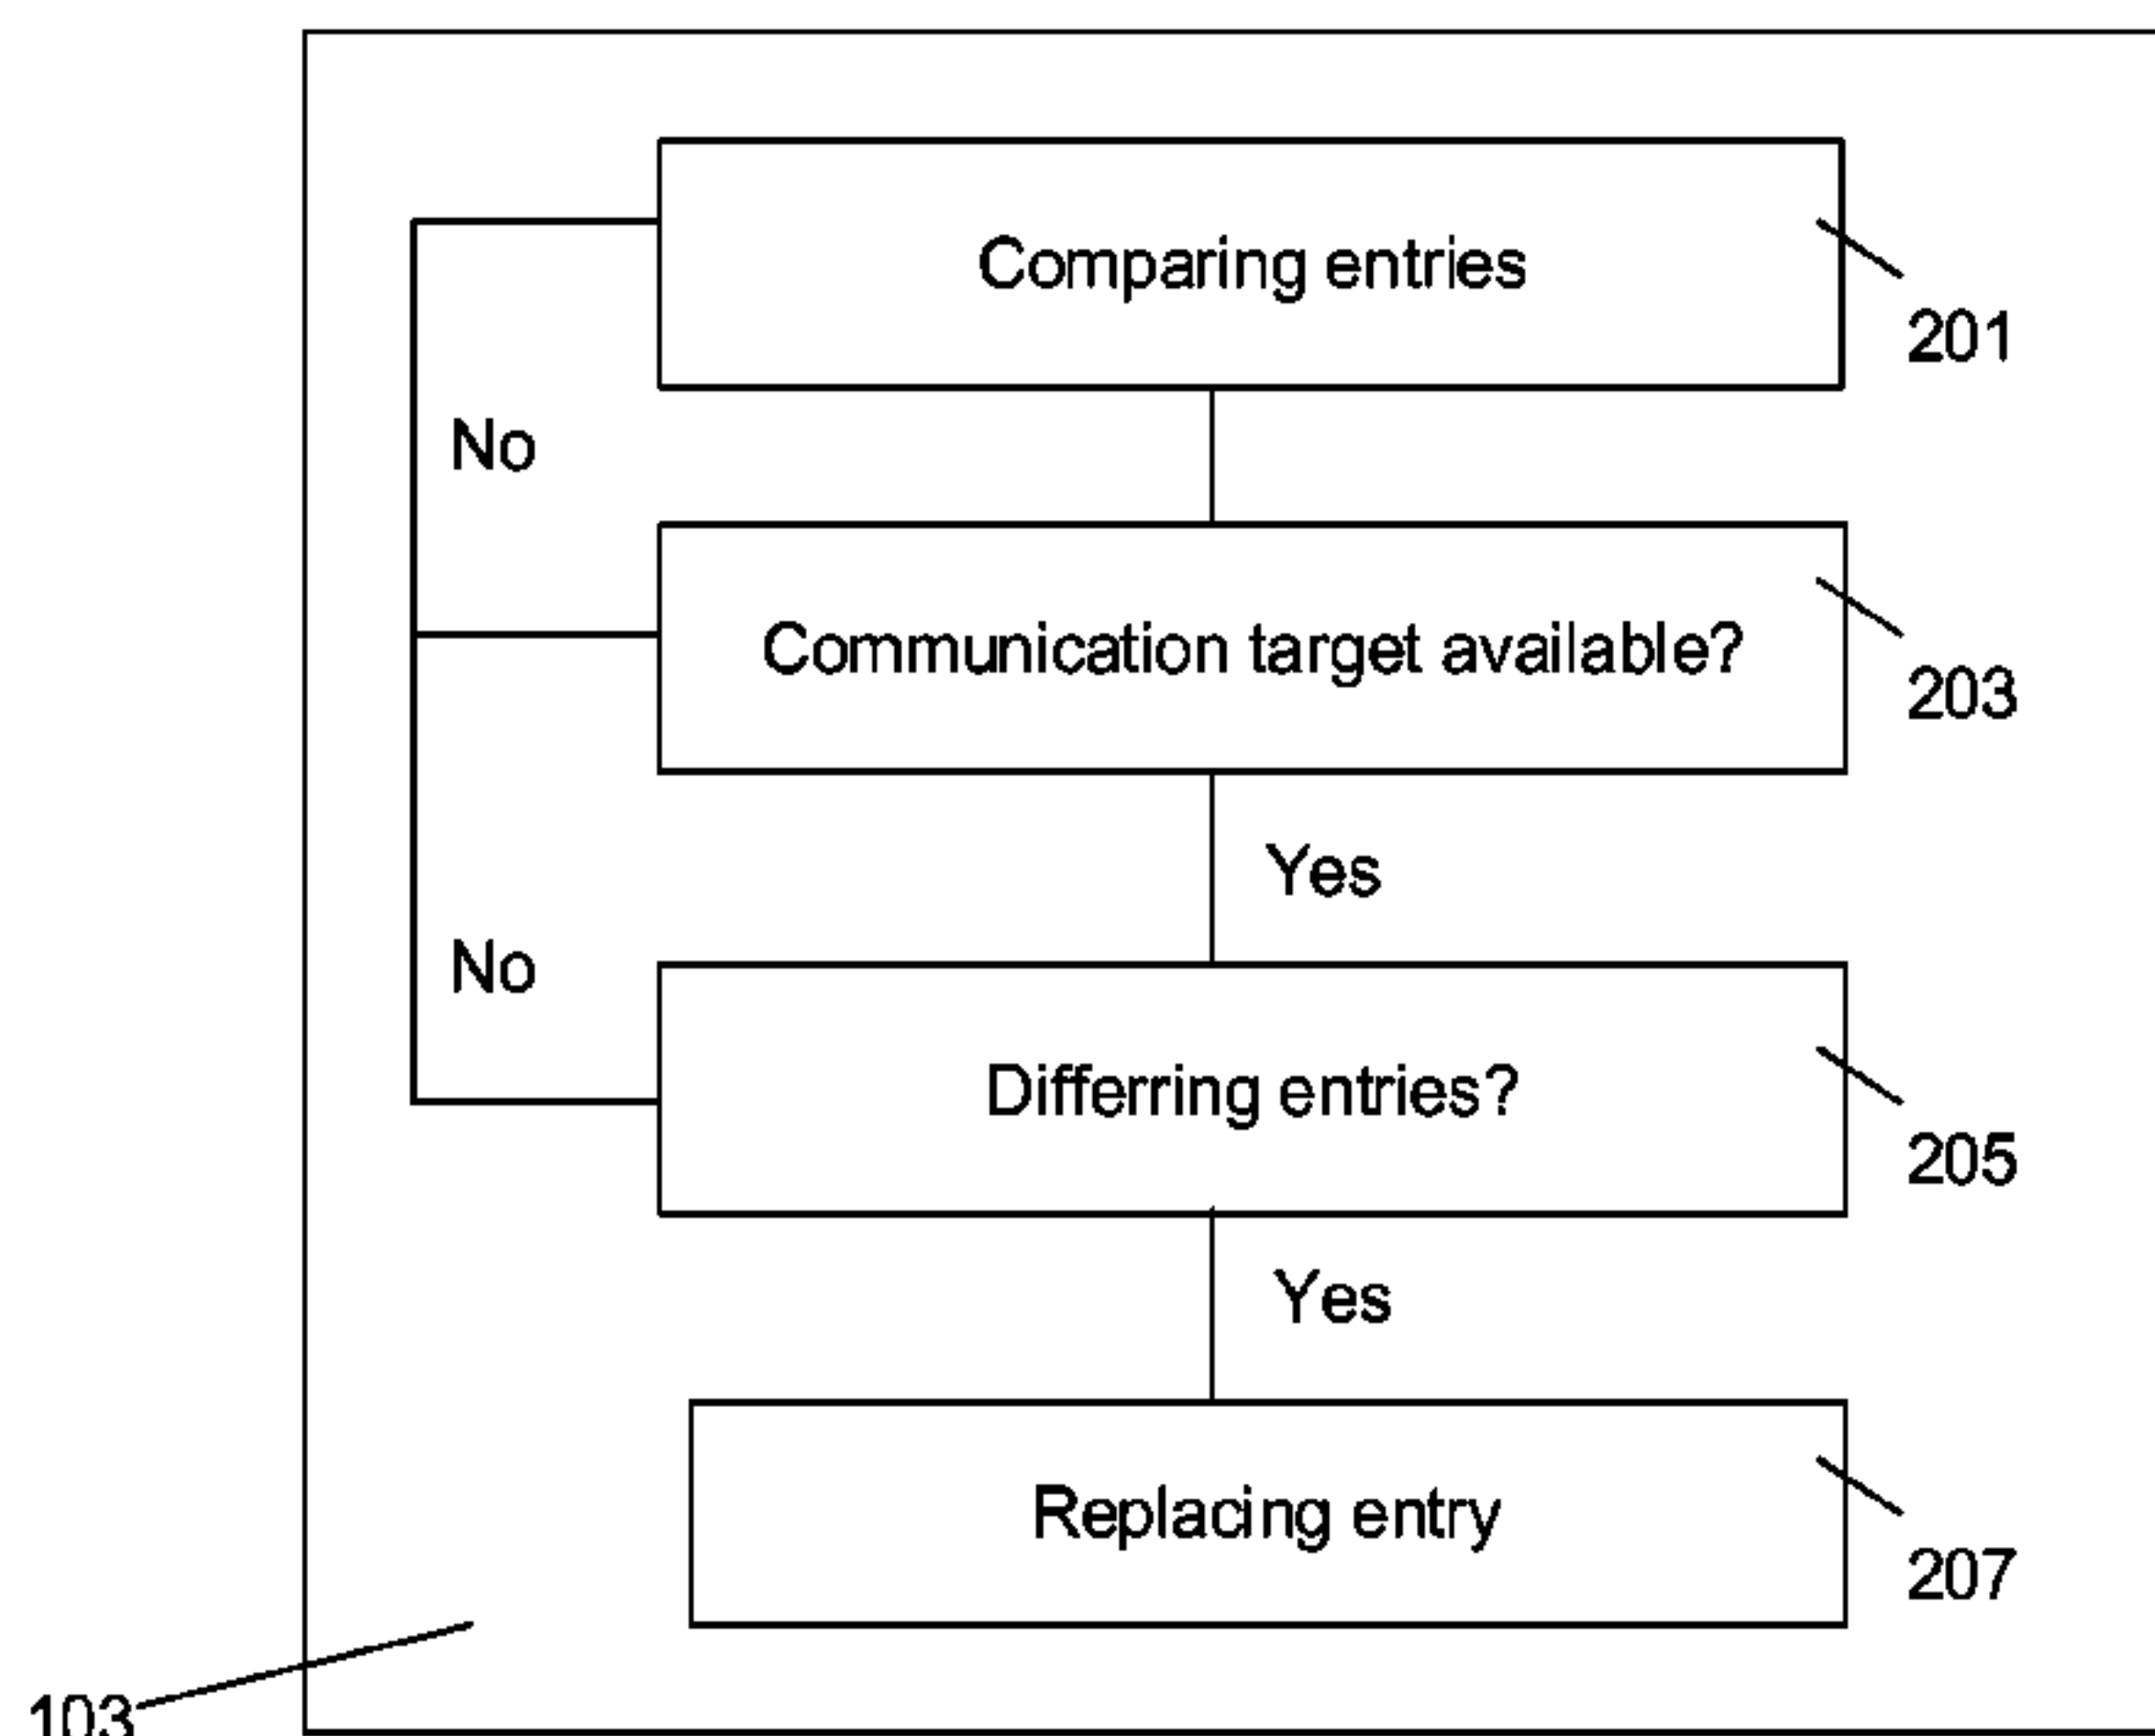 Comparing entries
201
No
Communication target available?
203
Yes
No
Differring entries?
205
Yes
Replacing entry
207
103